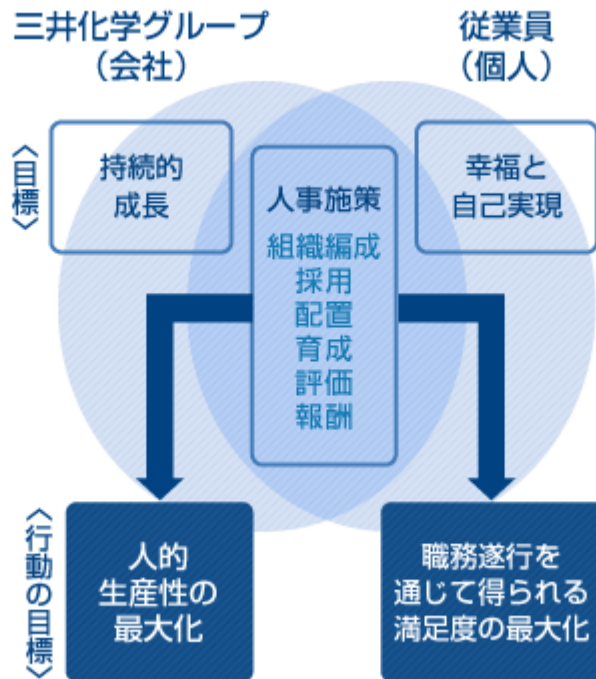 三井化学グループ
（会社）
従業員
（個人）
〈目標〉
持続的
成長
人事施策
組織編成
採用
配置
育成
評価
報酬
幸福と
自己実現
〈行動の目標〉
人的
生産性の
最大化
職務遂行を
通じて得られる
満足度の最大化